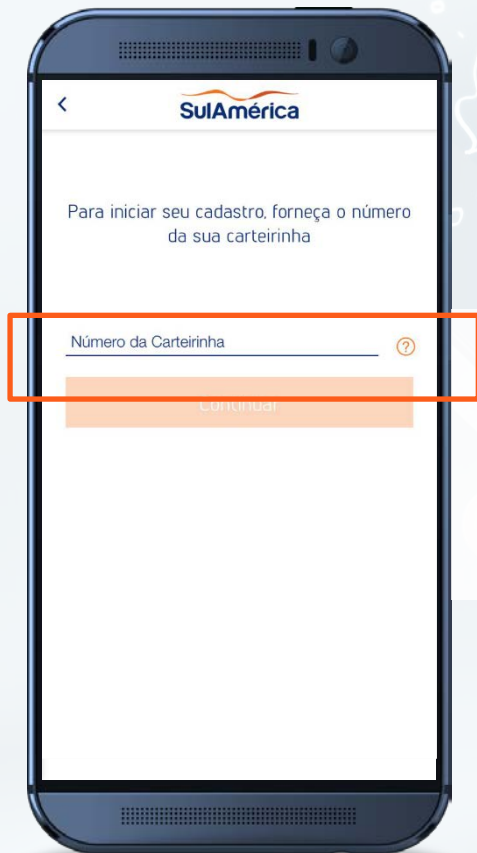 SulAmérica
Para iniciar seu cadastro, forneça o número
da sua carteirinha
Número da Carteirinha
?
Continuar